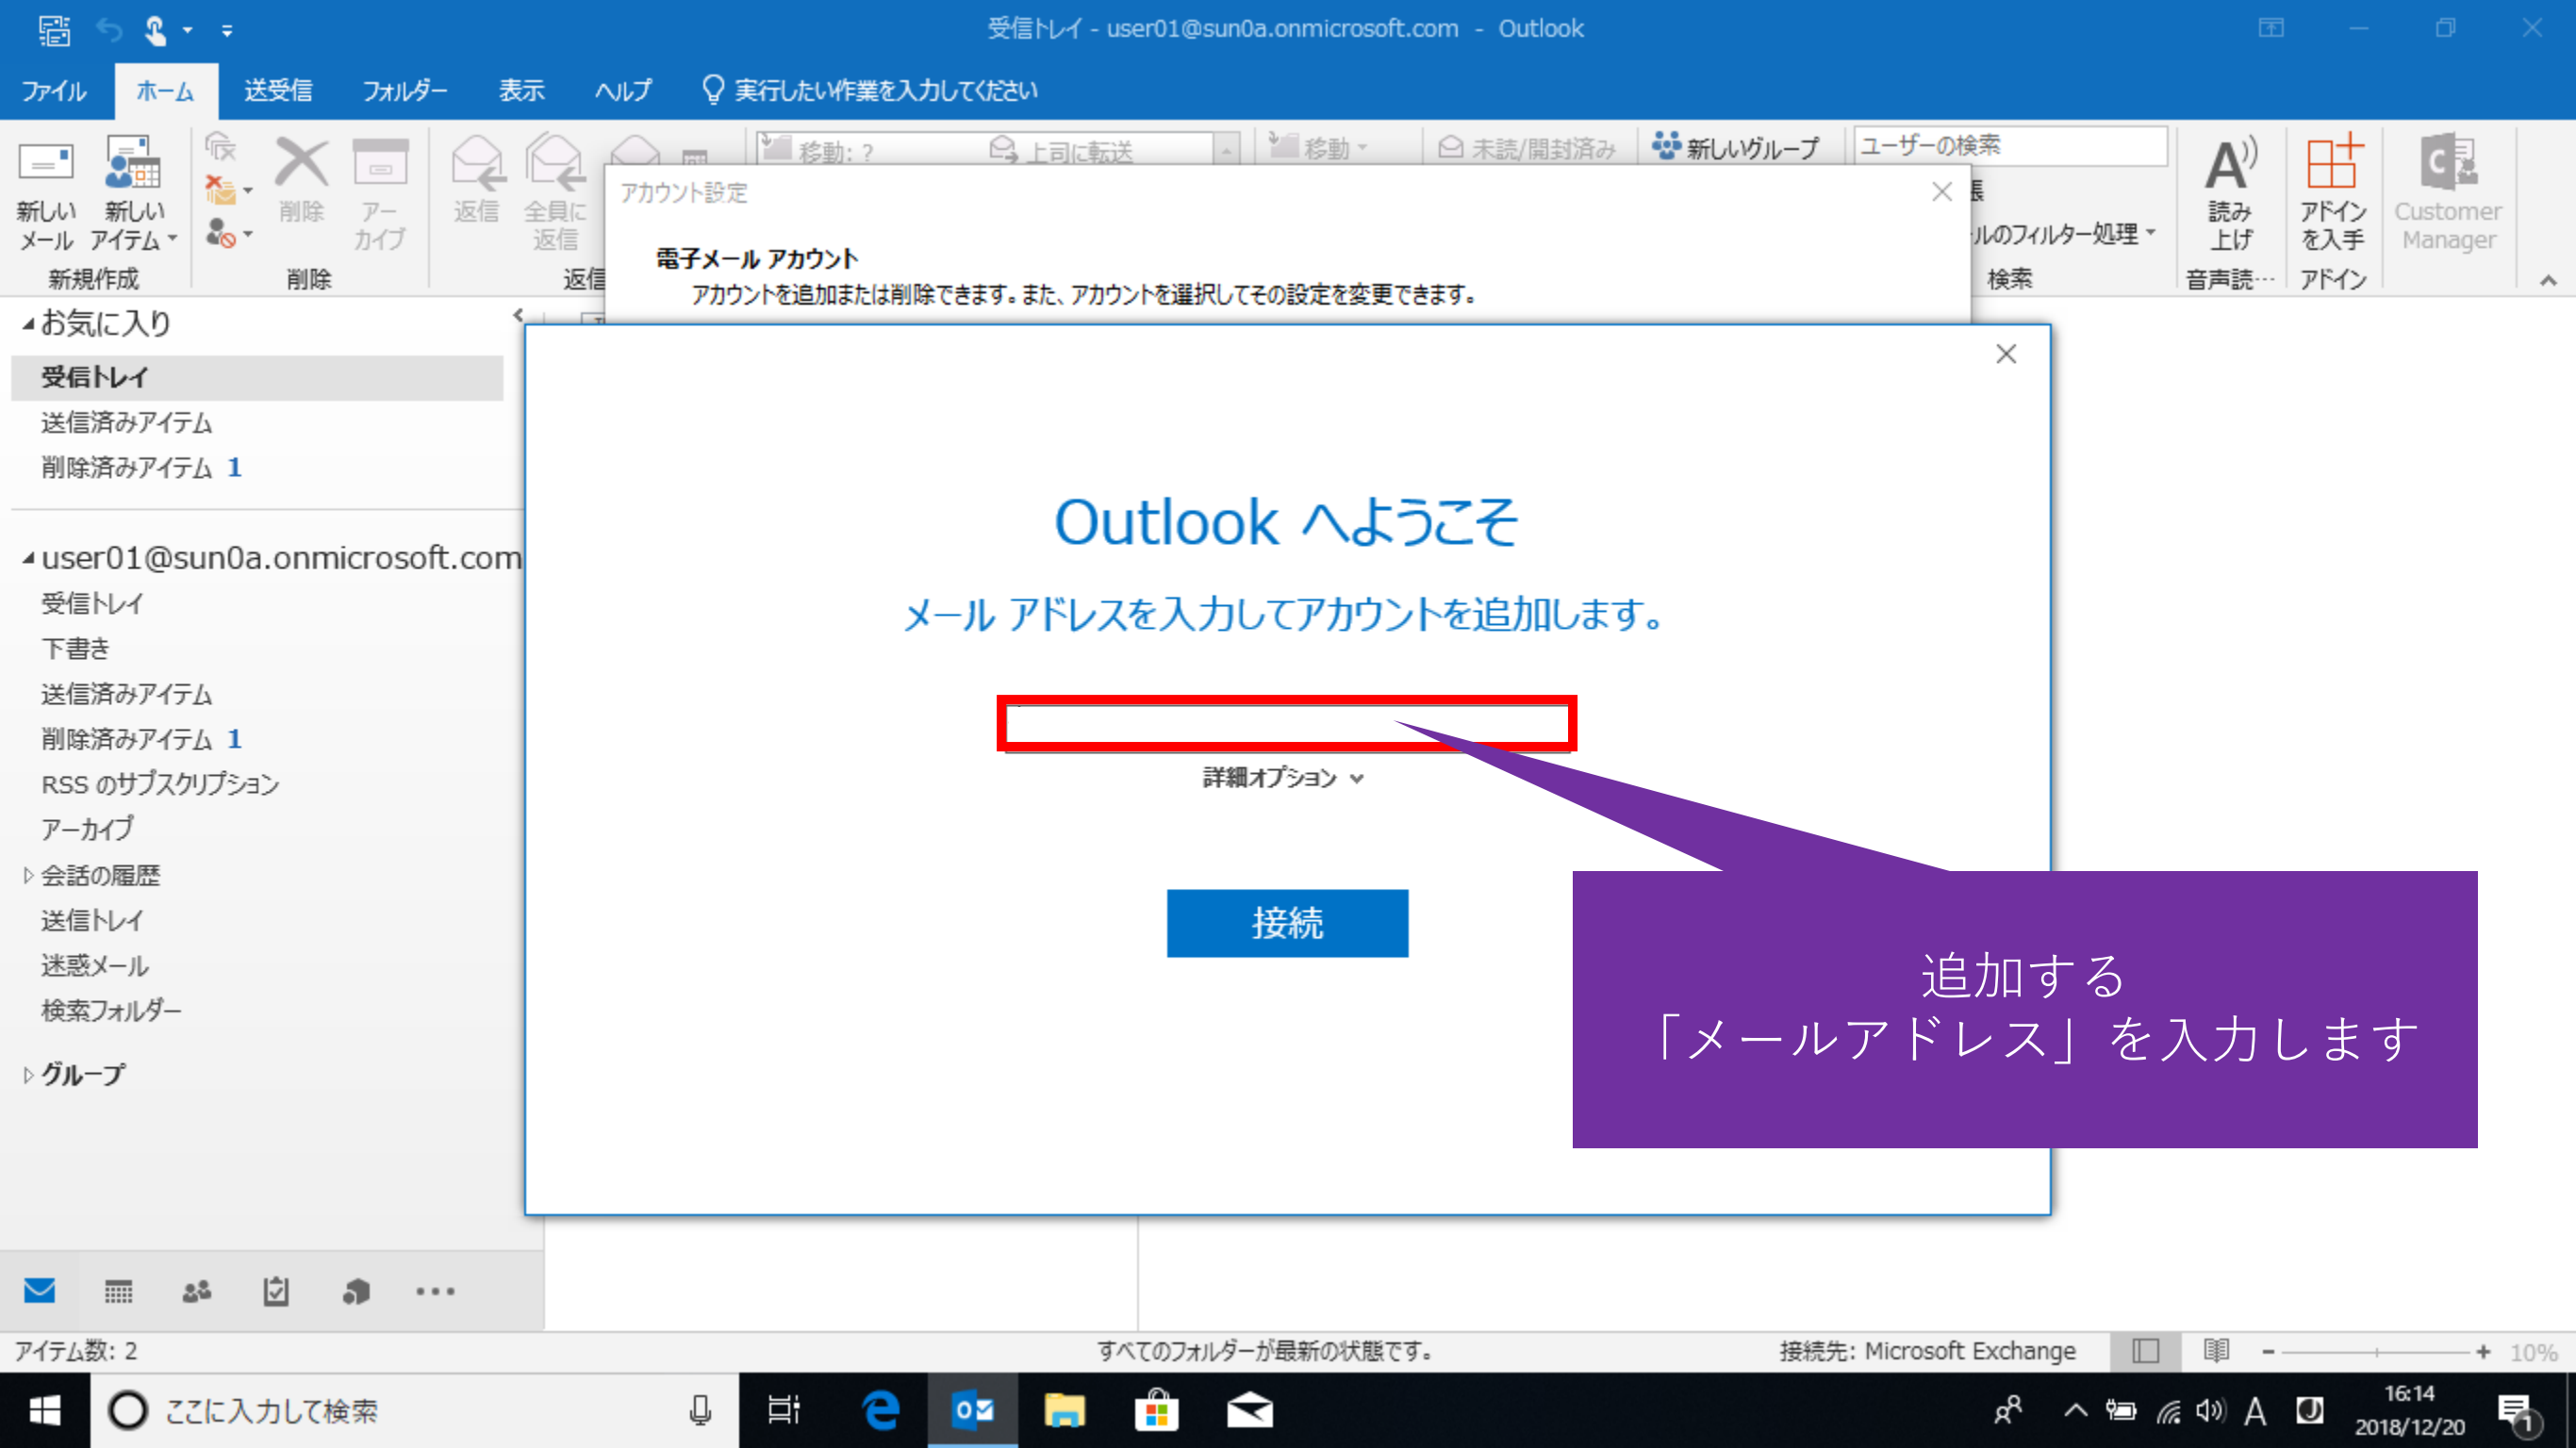 受信トレイ - user01@sun0a.onmicrosoft.com - Outlook
ファイル ホーム 送受信 フォルダー 表示 ヘルプ 実行したい作業を入力してください
新しい
メール
新しい
アイテム
新規作成
削除
アー
カイブ
削除
返信
全員に
返信
返信
移動: ?
上司に転送
移動
未読/開封済み
新しいグループ
ユーザーの検索
ールのフィルター処理
検索
読み
上げ
音声読…
アドイン
を入手
アドイン
Customer
Manager
アカウント設定
電子メール アカウント
アカウントを追加または削除できます。また、アカウントを選択してその設定を変更できます。
お気に入り
受信トレイ
送信済みアイテム
削除済みアイテム 1
user01@sun0a.onmicrosoft.com
受信トレイ
下書き
送信済みアイテム
削除済みアイテム 1
RSS のサブスクリプション
アーカイブ
会話の履歴
送信トレイ
迷惑メール
検索フォルダー
グループ
Outlook へようこそ
メール アドレスを入力してアカウントを追加します。
詳細オプション
接続
追加する
「メールアドレス」を入力します
アイテム数: 2
すべてのフォルダーが最新の状態です。
接続先: Microsoft Exchange
10%
ここに入力して検索
A
16:14
2018/12/20
1